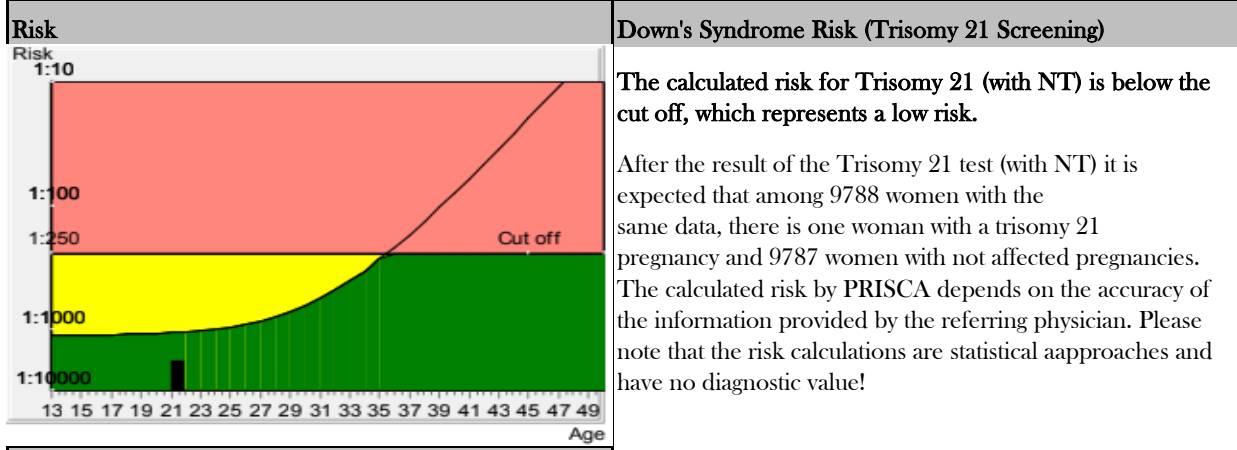 Risk
Risk
1:10
1:100
1:250
Cut off
1:1000
1:10000
13 15 17 19 21 23 25 27 29 31 33 35 37 39 41 43 45 47 49
Age
Down's Syndrome Risk (Trisomy 21 Screening)
The calculated risk for Trisomy 21 (with NT) is below the
cut off, which represents a low risk.
After the result of the Trisomy 21 test (with NT) it is
expected that among 9788 women with the
same data, there is one woman with a trisomy 21
pregnancy and 9787 women with not affected pregnancies.
The calculated risk by PRISCA depends on the accuracy of
the information provided by the referring physician. Please
note that the risk calculations are statistical aapproaches and
have no diagnostic value!